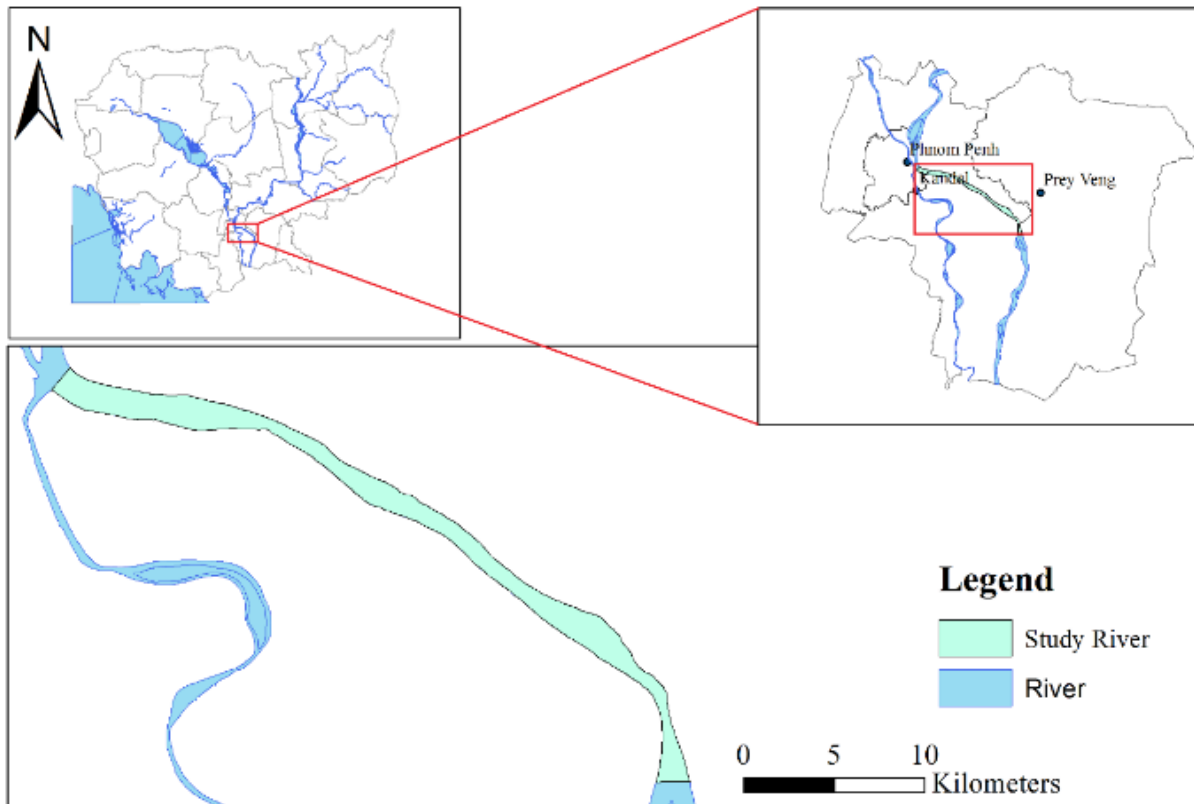 N
Phnom Penh
Kandal
Prey Veng
Legend
Study River
River
0 5 10
Kilometers